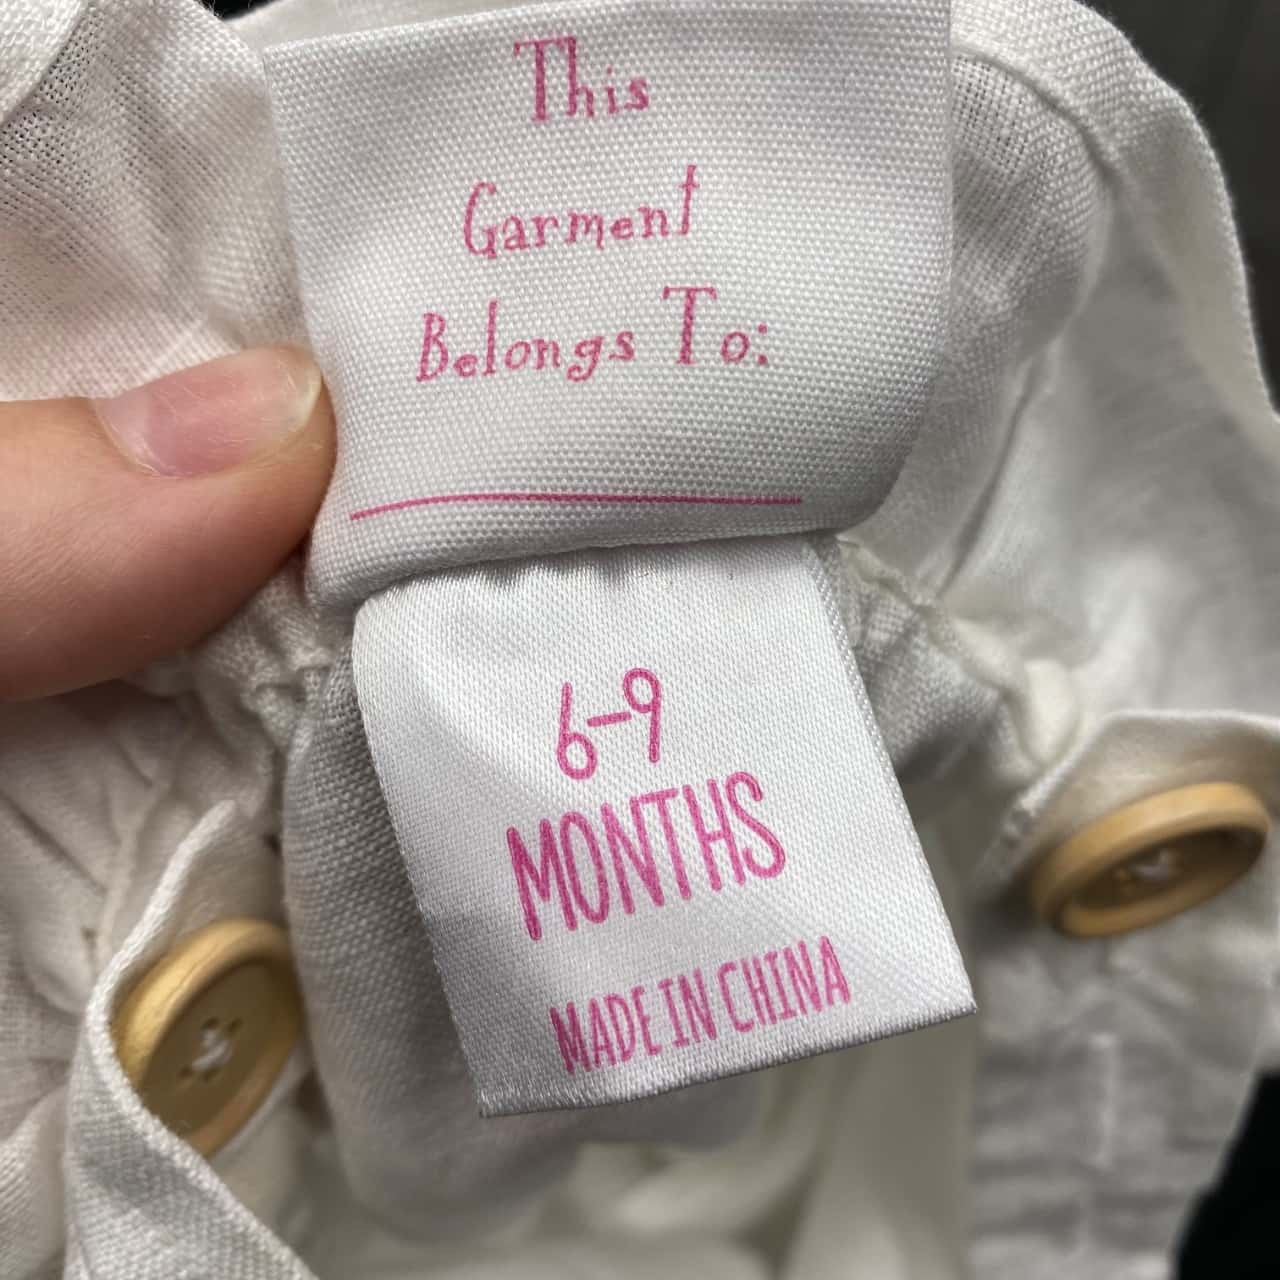 This
Garment
Belongs To:
6-9
MONTHS
MADE IN CHINA